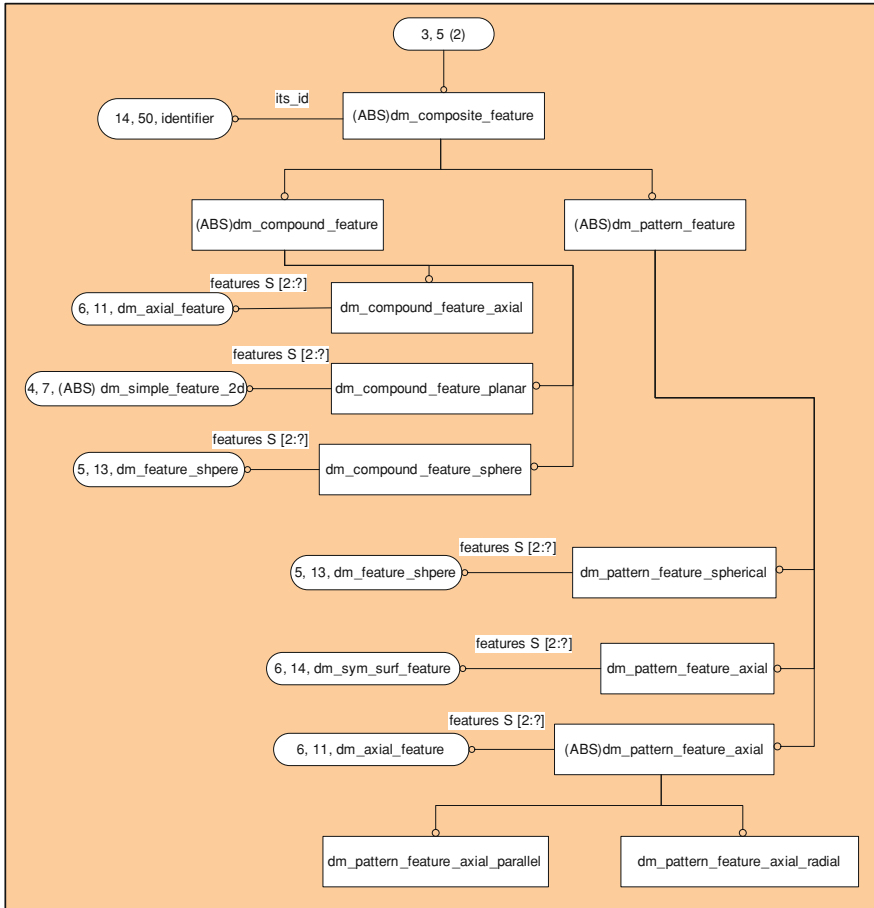 3, 5 (2)
its_id
14, 50, identifier
(ABS)dm_composite_feature
(ABS)dm_compound_feature
(ABS)dm_pattern_feature
features S [2:?]
6, 11, dm_axial_feature
dm_compound_feature_axial
features S [2:?]
4, 7, (ABS) dm_simple_feature_2d
dm_compound_feature_planar
features S [2:?]
5, 13, dm_feature_shpere
dm_compound_feature_sphere
features S [2:?]
5, 13, dm_feature_shpere
dm_pattern_feature_spherical
features S [2:?]
6, 14, dm_sym_surf_feature
dm_pattern_feature_axial
features S [2:?]
6, 11, dm_axial_feature
(ABS)dm_pattern_feature_axial
dm_pattern_feature_axial_parallel
dm_pattern_feature_axial_radial